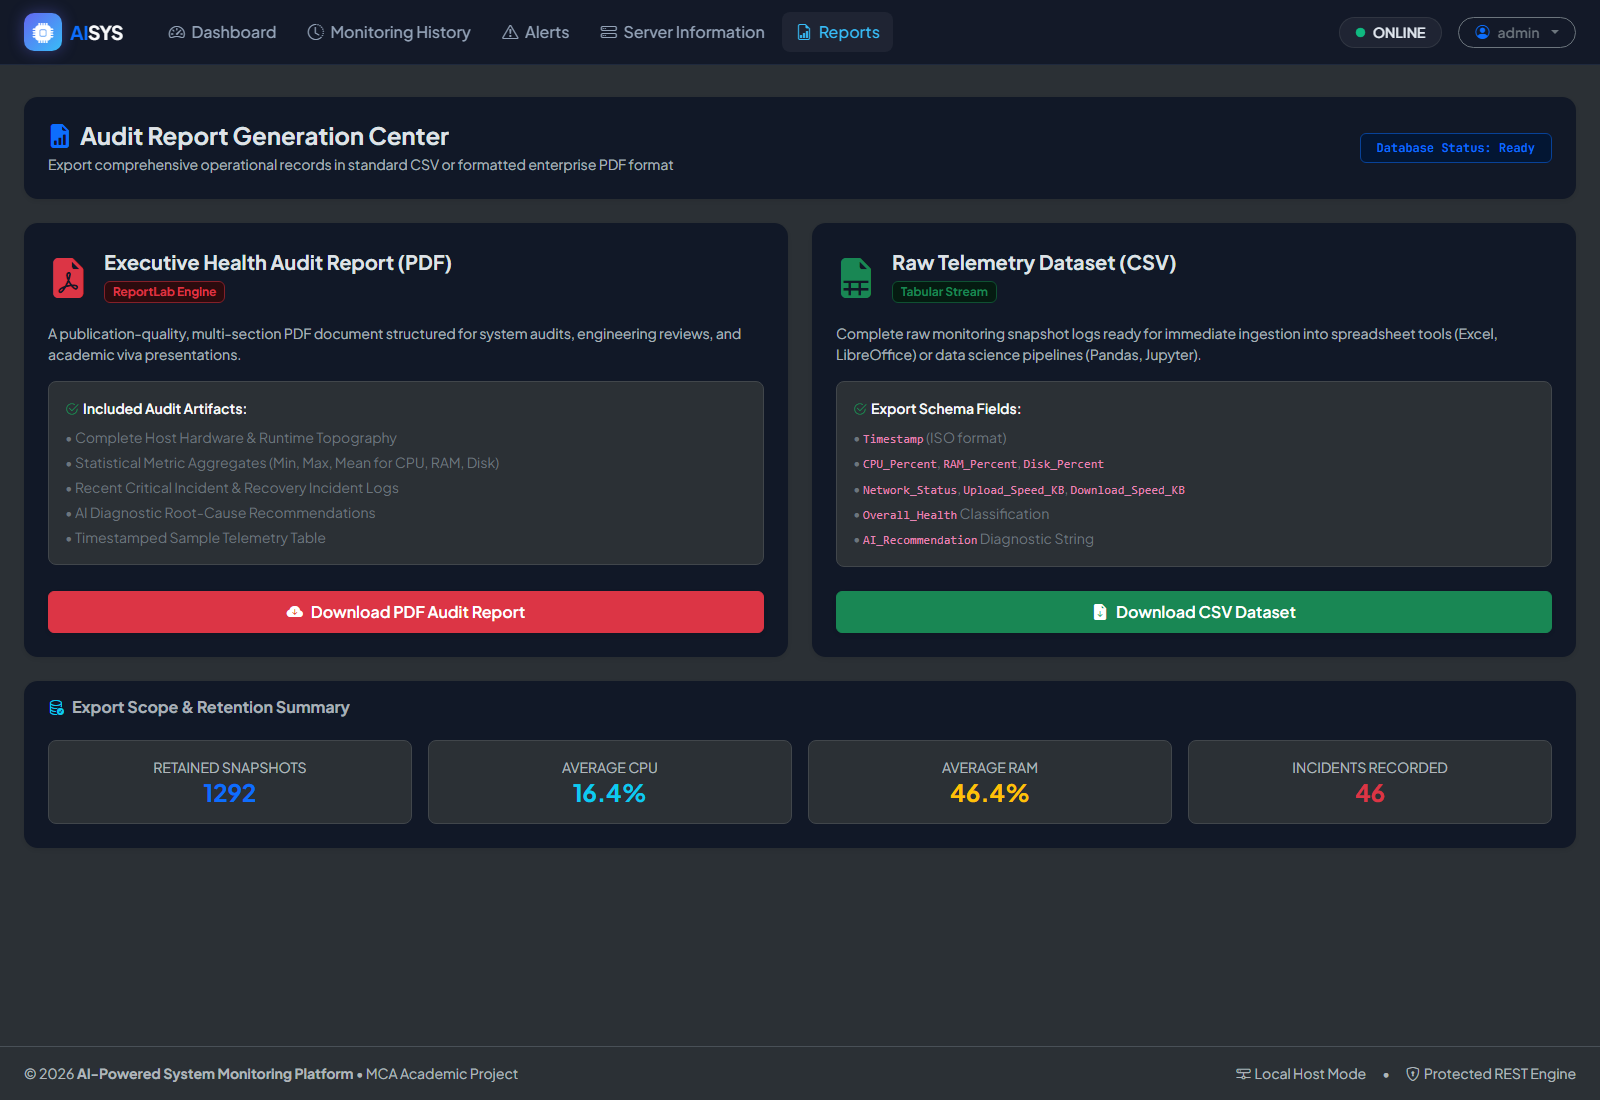 AISYS
Dashboard
Monitoring History
Alerts
Server Information
Reports
ONLINE
admin
Audit Report Generation Center
Export comprehensive operational records in standard CSV or formatted enterprise PDF format
Database Status: Ready
Executive Health Audit Report (PDF)
ReportLab Engine
A publication-quality, multi-section PDF document structured for system audits, engineering reviews, and
academic viva presentations.
Included Audit Artifacts:
• Complete Host Hardware & Runtime Topography
• Statistical Metric Aggregates (Min, Max, Mean for CPU, RAM, Disk)
• Recent Critical Incident & Recovery Incident Logs
• AI Diagnostic Root-Cause Recommendations
• Timestamped Sample Telemetry Table
Download PDF Audit Report
Raw Telemetry Dataset (CSV)
Tabular Stream
Complete raw monitoring snapshot logs ready for immediate ingestion into spreadsheet tools (Excel,
LibreOffice) or data science pipelines (Pandas, Jupyter).
Export Schema Fields:
• Timestamp (ISO format)
• CPU_Percent, RAM_Percent, Disk_Percent
• Network_Status, Upload_Speed_KB, Download_Speed_KB
• Overall_Health Classification
• AI_Recommendation Diagnostic String
Download CSV Dataset
Export Scope & Retention Summary
RETAINED SNAPSHOTS
1292
AVERAGE CPU
16.4%
AVERAGE RAM
46.4%
INCIDENTS RECORDED
46
© 2026 AI-Powered System Monitoring Platform • MCA Academic Project
Local Host Mode • Protected REST Engine